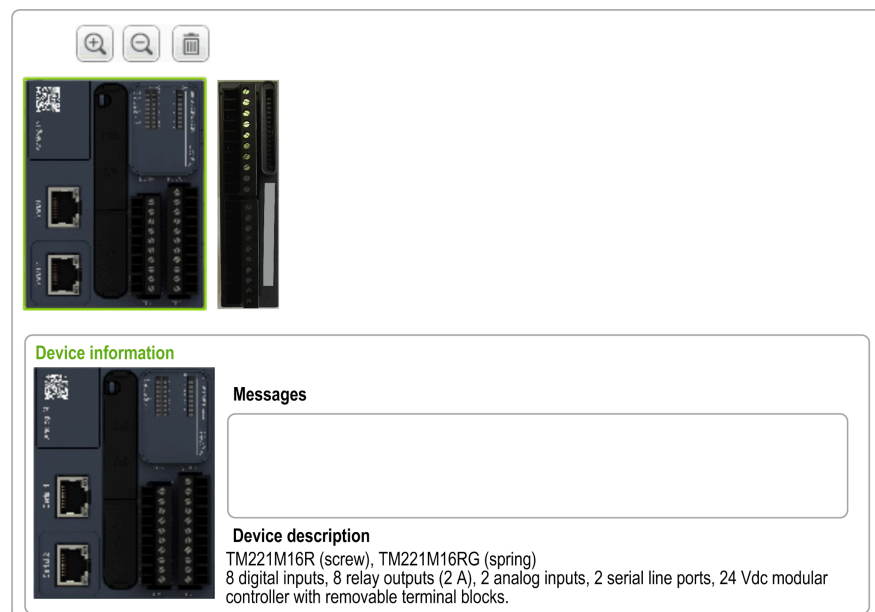 Device information
Messages
Device description
TM221M16R (screw), TM221M16RG (spring)
8 digital inputs, 8 relay outputs (2 A), 2 analog inputs, 2 serial line ports, 24 Vdc modular
controller with removable terminal blocks.